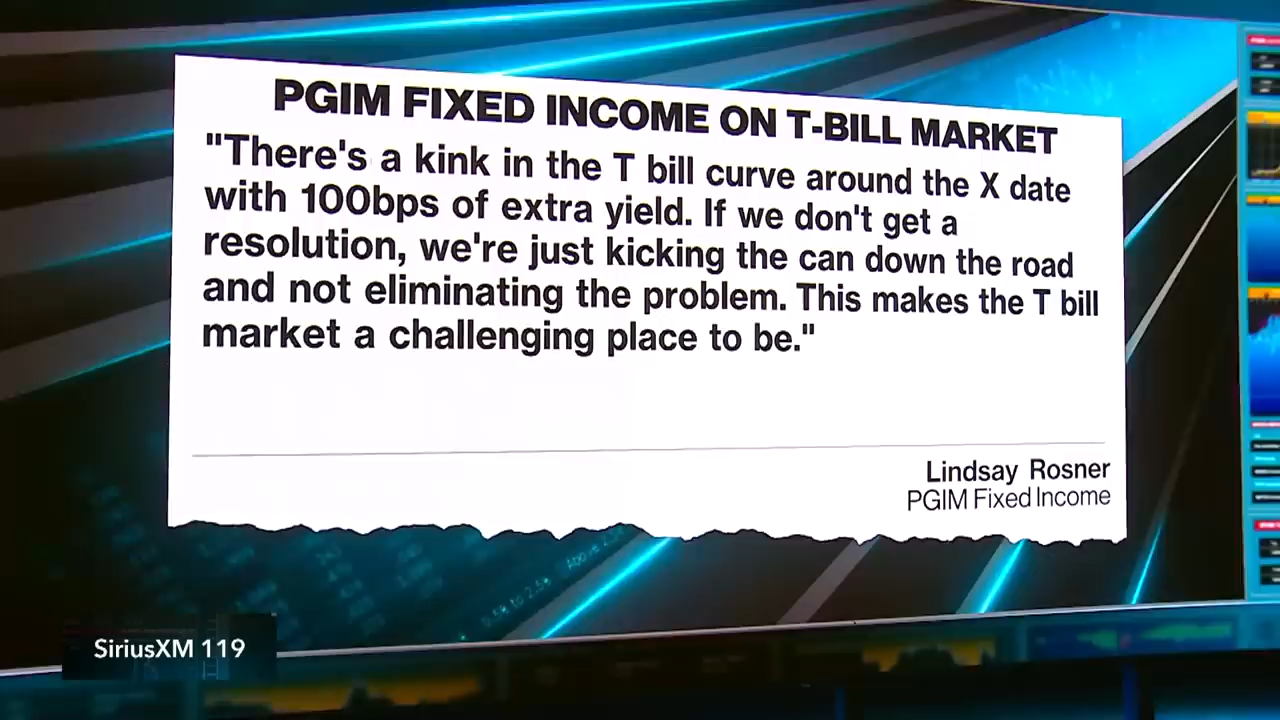 PGIM FIXED INCOME ON T-BILL MARKET
"There's a kink in the T bill curve around the X date
with 100bps of extra yield. If we don't get a
resolution, we're just kicking the can down the road
and not eliminating the problem. This makes the T bill
market a challenging place to be."
Lindsay Rosner
PGIM Fixed Income
SiriusXM 119